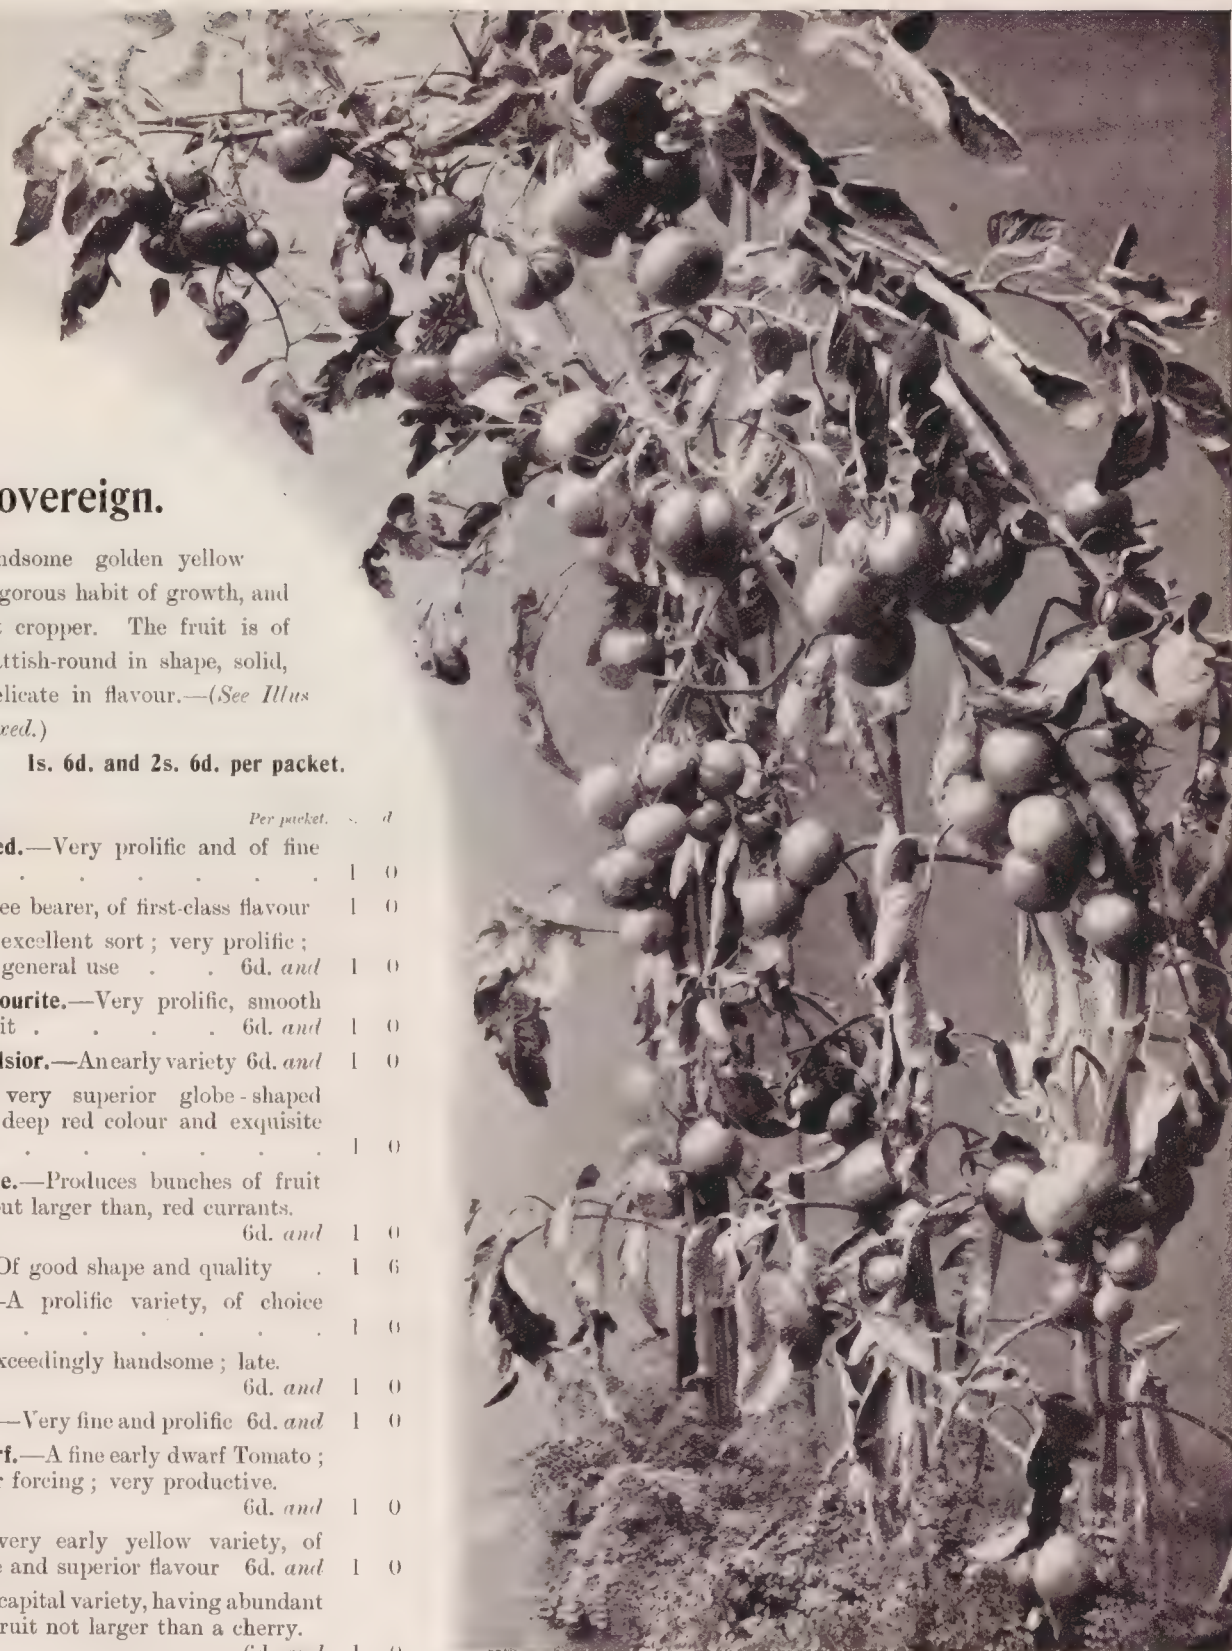 overeign.
ndsome golden yellow
gorous habit of growth, and
cropper. The fruit is of
ttish-round in shape, solid,
elicate in flavour.—(See Illus
xed.)
1s. 6d. and 2s. 6d. per packet.
Per packet. s. d
ed.—Very prolific and of fine
. . . . . . 1 0
ee bearer, of first-class flavour 1 0
excellent sort ; very prolific ;
general use . . 6d. and 1 0
ourite.—Very prolific, smooth
it . . . . 6d. and 1 0
lsior.—An early variety 6d. and 1 0
very superior globe-shaped
deep red colour and exquisite
. . . . . . 1 0
e.—Produces bunches of fruit
ut larger than, red currants.
6d. and 1 0
Of good shape and quality . 1 6
-A prolific variety, of choice
. . . . . . 1
xceedingly handsome ; late.
6d. and 1 0
—Very fine and prolific 6d. and 1 0
rf.—A fine early dwarf Tomato ;
r forcing ; very productive.
6d. and 1 0
very early yellow variety, of
e and superior flavour 6d. and 1 0
capital variety, having abundant
ruit not larger than a cherry.